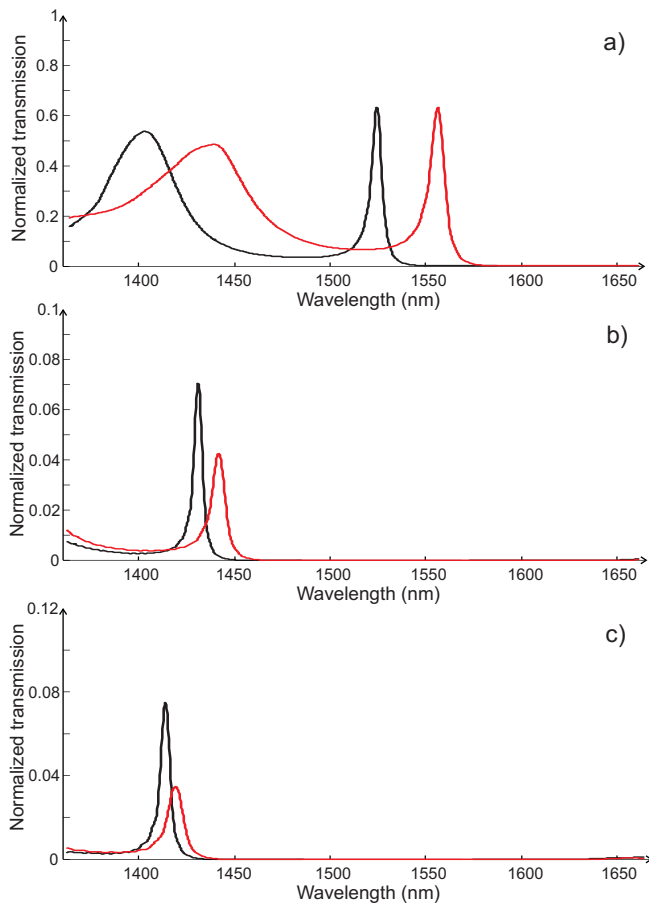 a)
Normalized transmission
1
0.8
0.6
0.4
0.2
0
1400 1450 1500 1550 1600 1650
Wavelength (nm)
b)
Normalized transmission
0.1
0.08
0.06
0.04
0.02
0
1400 1450 1500 1550 1600 1650
Wavelength (nm)
c)
Normalized transmission
0.12
0.08
0.04
0
1400 1450 1500 1550 1600 1650
Wavelength (nm)